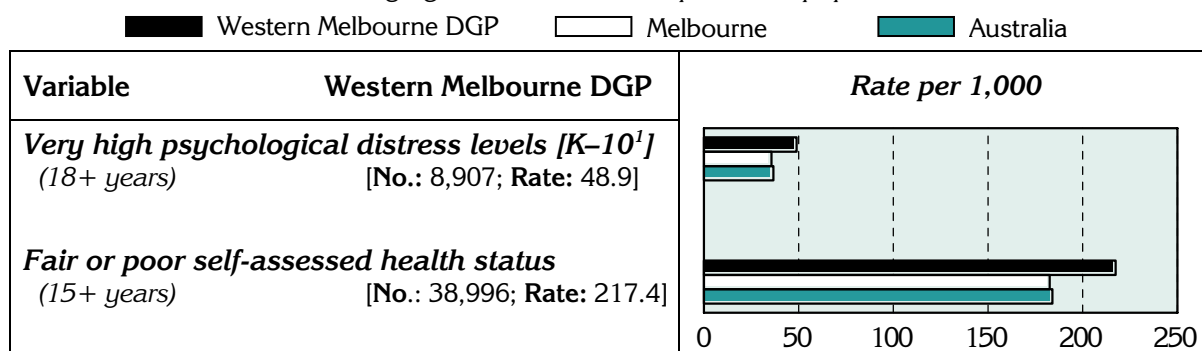 Western Melbourne DGP Melbourne Australia
Variable Western Melbourne DGP Rate per 1,000
Very high psychological distress levels [K–10¹]
(18+ years) [No.: 8,907; Rate: 48.9]
Fair or poor self-assessed health status
(15+ years) [No.: 38,996; Rate: 217.4]
0 50 100 150 200 250